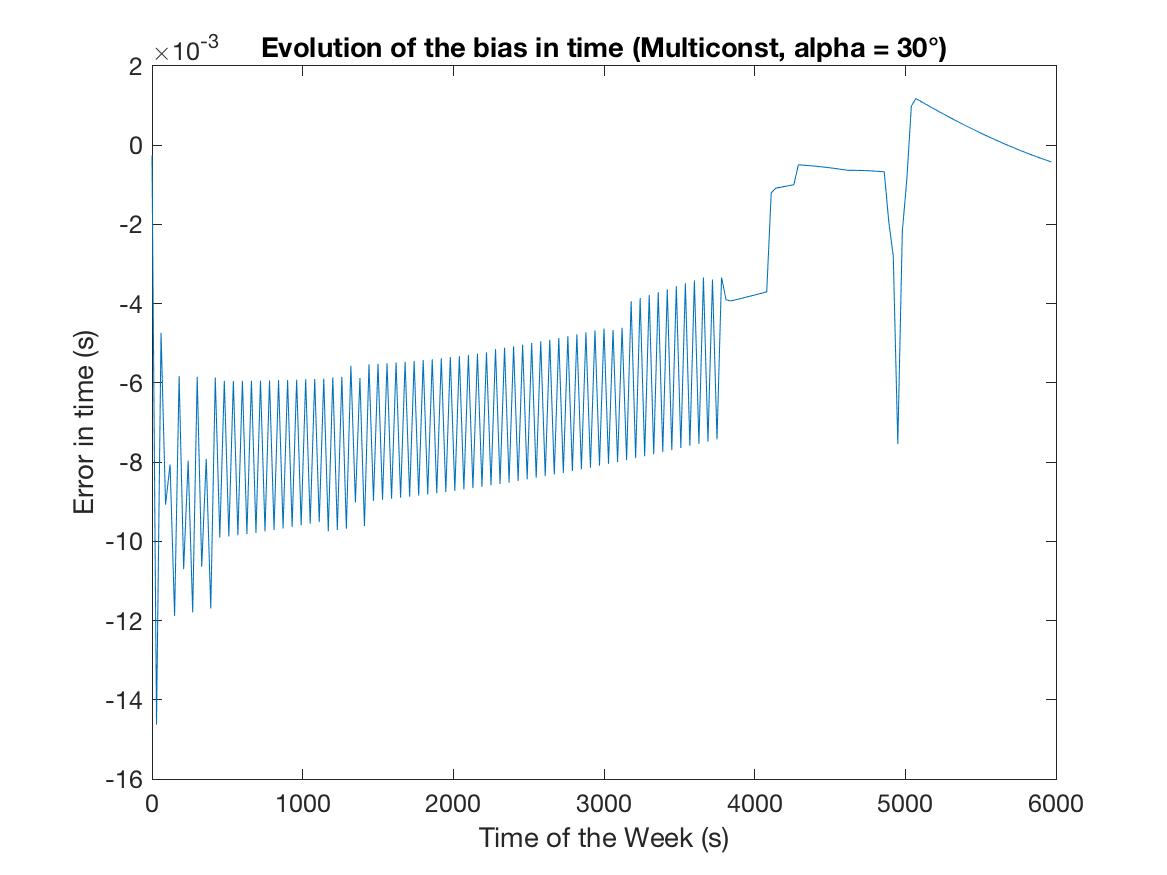 ×10-3
Evolution of the bias in time (Multiconst, alpha = 30°)
2
0
-2
-4
-6
-8
-10
-12
-14
-16
Error in time (s)
0 1000 2000 3000 4000 5000 6000
Time of the Week (s)